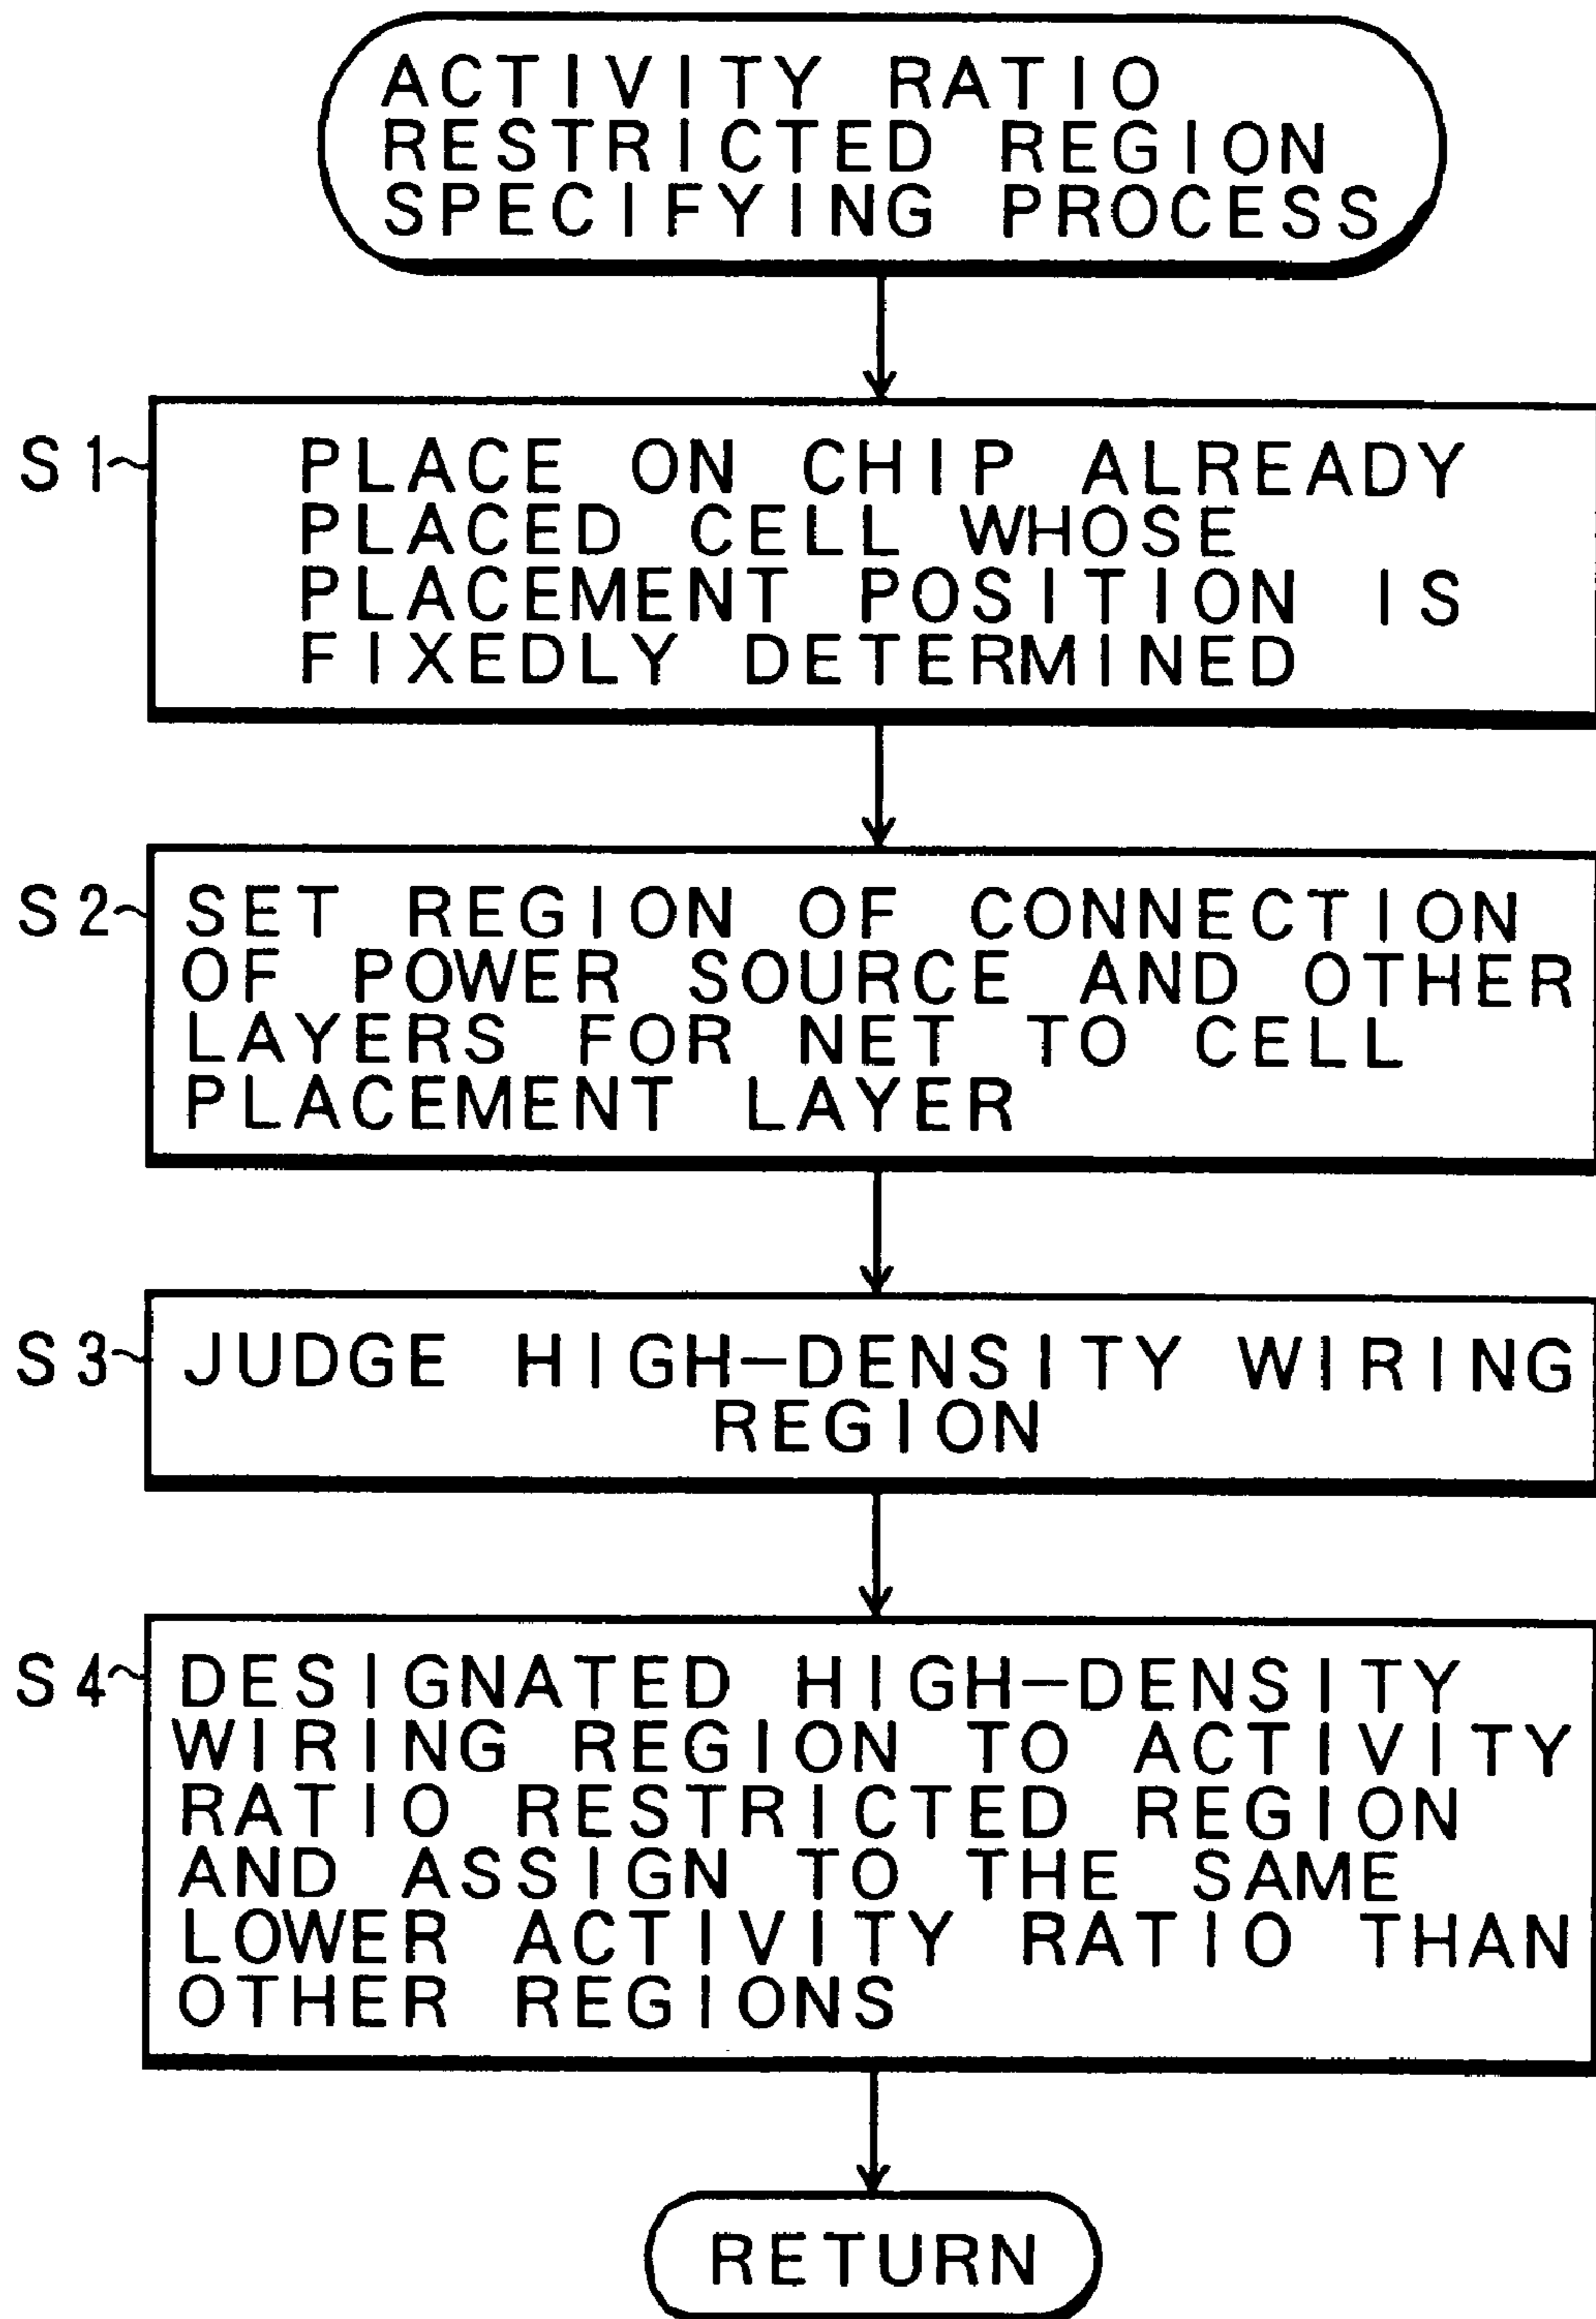 ACTIVITY RATIO
RESTRICTED REGION
SPECIFYING PROCESS
S1
PLACE ON CHIP ALREADY
PLACED CELL WHOSE
PLACEMENT POSITION IS
FIXEDLY DETERMINED
S2
SET REGION OF CONNECTION
OF POWER SOURCE AND OTHER
LAYERS FOR NET TO CELL
PLACEMENT LAYER
S3
JUDGE HIGH-DENSITY WIRING
REGION
S4
DESIGNATED HIGH-DENSITY
WIRING REGION TO ACTIVITY
RATIO RESTRICTED REGION
AND ASSIGN TO THE SAME
LOWER ACTIVITY RATIO THAN
OTHER REGIONS
RETURN